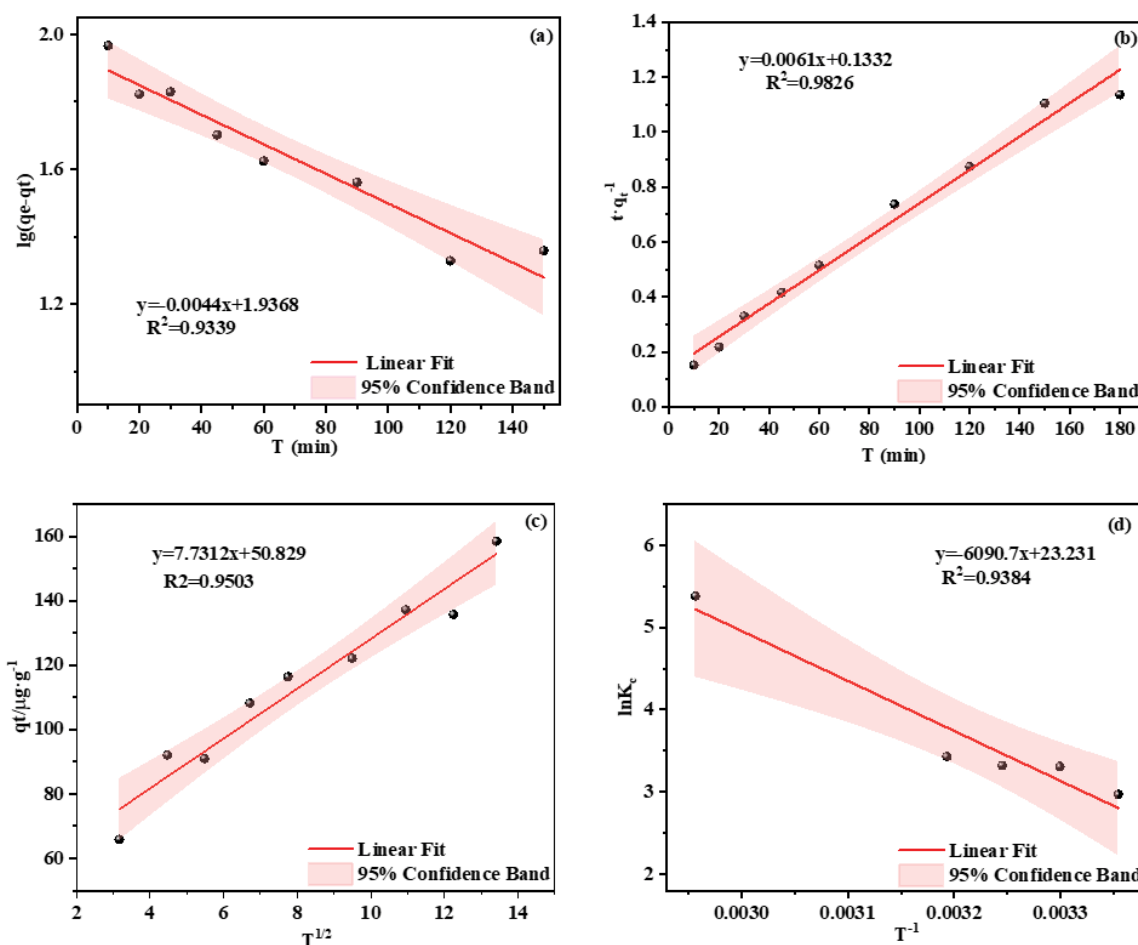 (a)
2.0
1.6
1.2
lg(qe-qt)
y=-0.0044x+1.9368
R²=0.9339
Linear Fit
95% Confidence Band
0 20 40 60 80 100 120 140
T (min)
(b)
1.4
1.2
1.0
0.8
0.6
0.4
0.2
0.0
t·qₜ⁻¹
y=0.0061x+0.1332
R²=0.9826
Linear Fit
95% Confidence Band
0 20 40 60 80 100 120 140 160 180
T (min)
(c)
160
140
120
100
80
60
qt/μg·g⁻¹
y=7.7312x+50.829
R2=0.9503
Linear Fit
95% Confidence Band
2 4 6 8 10 12 14
T^1/2
(d)
6
5
4
3
2
lnK_c
y=-6090.7x+23.231
R²=0.9384
Linear Fit
95% Confidence Band
0.0030 0.0031 0.0032 0.0033
T⁻¹